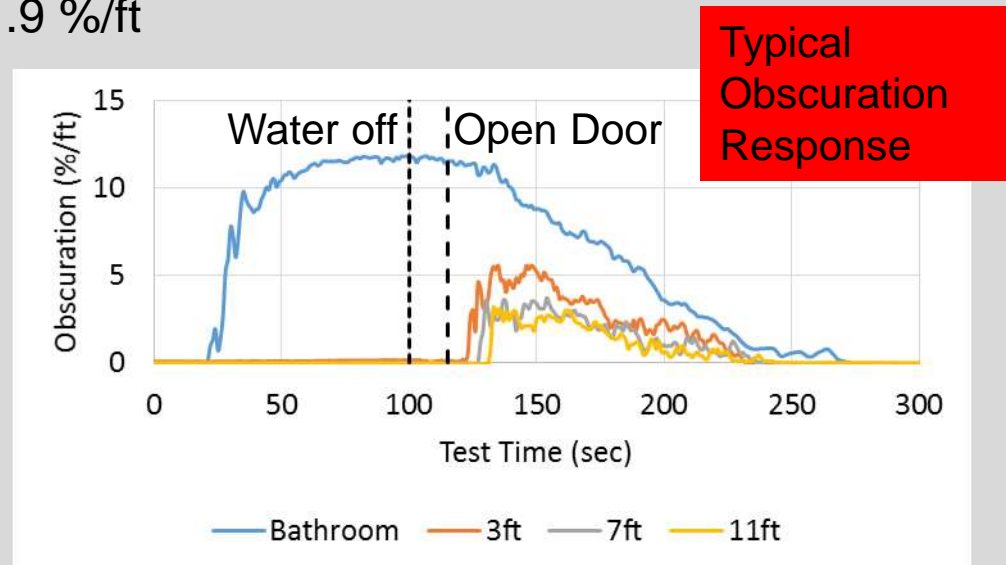 .9 %/ft
Typical
Obscuration
Response
Water off
Open Door
Obscuration (%/ft)
15
10
5
0
0 50 100 150 200 250 300
Test Time (sec)
Bathroom 3ft 7ft 11ft